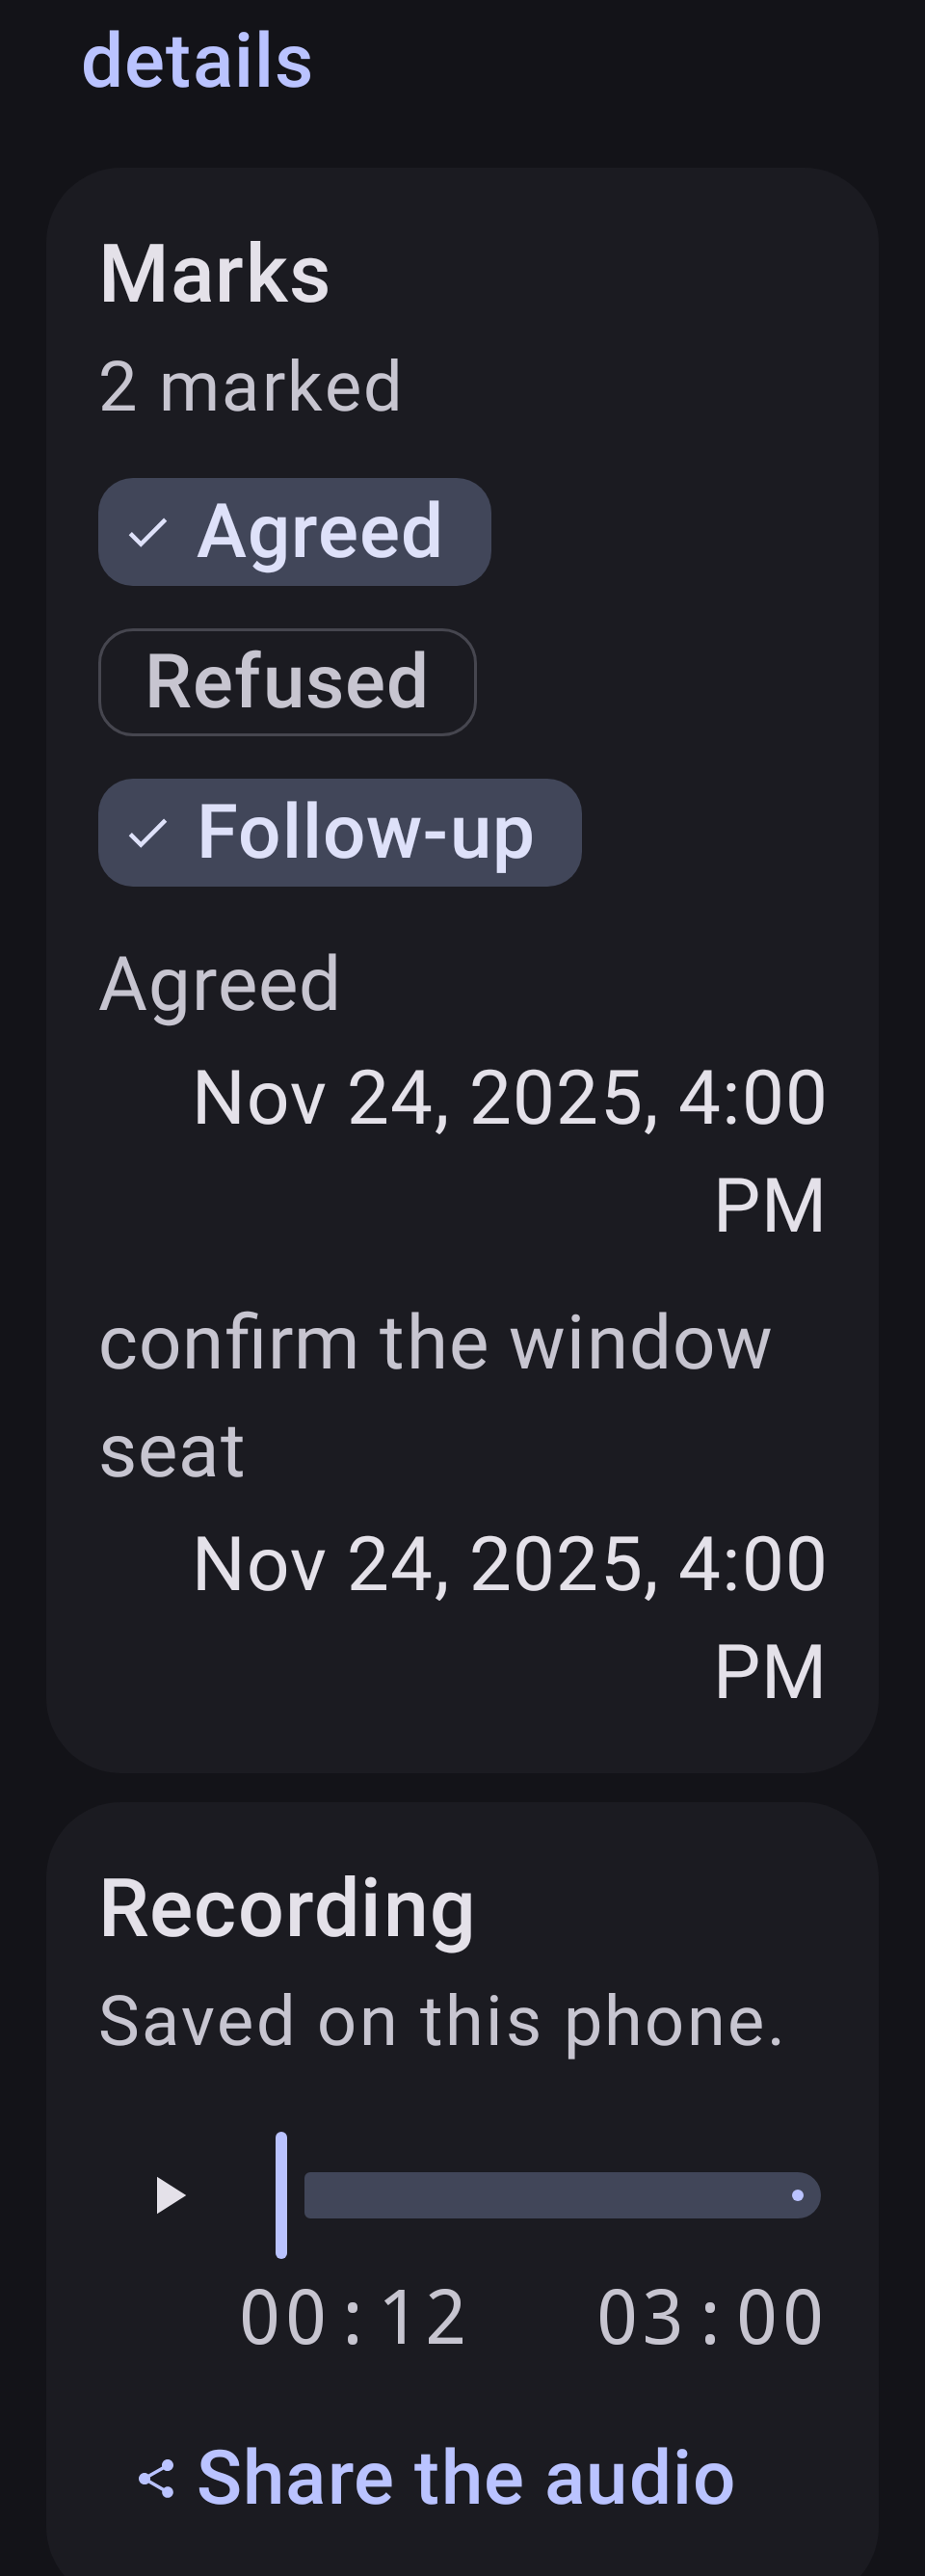 details
Marks
2 marked
Agreed
Refused
Follow-up
Agreed
Nov 24, 2025, 4:00
PM
confirm the window
seat
Nov 24, 2025, 4:00
PM
Recording
Saved on this phone.
00:12 03:00
Share the audio